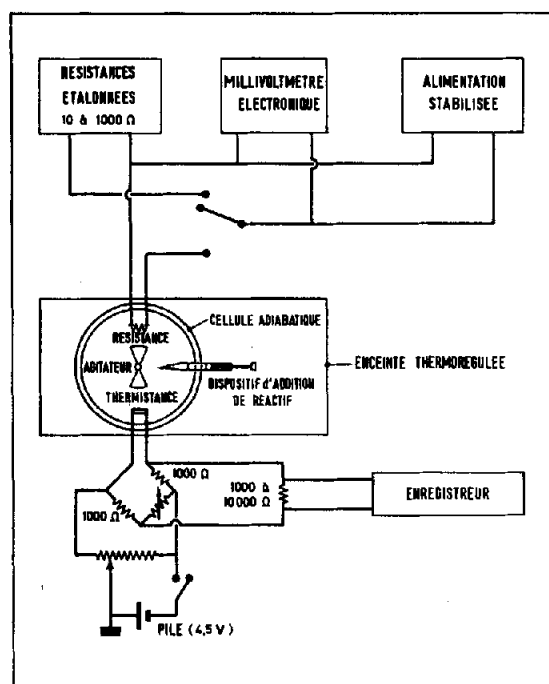 RESISTANCES
ETALONNEES
10 à 1000 Ω
MILLIVOLTMETRE
ELECTRONIQUE
ALIMENTATION
STABILISEE
CELLULE ADIABATIQUE
RESISTANCE
AGITATEUR
THERMISTANCE
DISPOSITIF D'ADDITION
DE REACTIF
ENCEINTE THERMOREGULEE
1000 Ω
1000 Ω
1000 à
10000 Ω
ENREGISTREUR
PILE (4,5 V)